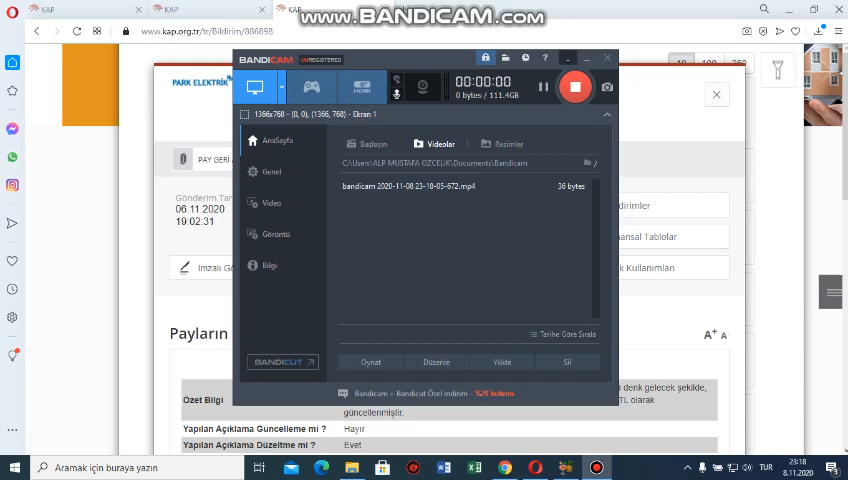 KAP
KAP
KAP
www.BANDICAM.com
www.kap.org.tr/tr/Bildirim/886898
BANDICAM UNREGISTERED
PARK ELEKTRİK
HDMI
00:00:00
0 bytes / 111.4GB
1366x768 - (0, 0), (1366, 768) - Ekran 1
AnaSayfa
Başlayın
Videolar
Resimler
PAY GERİ A
C:\Users\ALP MUSTAFA OZCELIK\Documents\Bandicam
Genel
bandicam 2020-11-08 23-18-05-672.mp4
36 bytes
Gönderim Tar
06.11.2020
19:02:31
Video
dirimler
Görüntü
ansal Tablolar
Bilgi
İmzalı Gö
k Kullanımları
Payların
Tarihe Göre Sırala
A+ A-
BANDICUT
Oynat
Düzenle
Yükle
Sil
Bandicam + Bandicut Özel indirim - %29 İndirim
Özet Bilgi
denk gelecek şekilde,
TL olarak
güncellenmiştir.
Yapılan Açıklama Güncelleme mi ?
Hayır
Yapılan Açıklama Düzeltme mi ?
Evet
Aramak için buraya yazın
TUR
23:18
8.11.2020
3